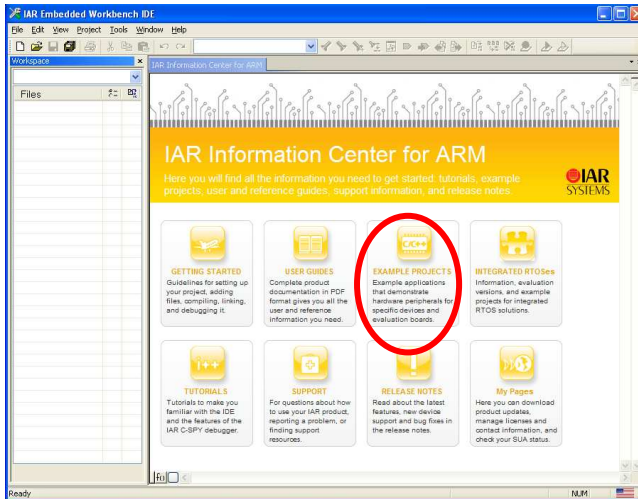 IAR Embedded Workbench IDE
File Edit View Project Tools Window Help
Workspace
IAR Information Center for ARM
Files
IAR Information Center for ARM
Here you will find all the information you need to get started: tutorials, example
projects, user and reference guides, support information, and release notes.
IAR
SYSTEMS
GETTING STARTED
Guidelines for setting up
your project, adding
files, compiling, linking,
and debugging it.
USER GUIDES
Complete product
documentation in PDF
format gives you all the
user and reference
information you need.
C/C++
EXAMPLE PROJECTS
Example applications
that demonstrate
hardware peripherals for
specific devices and
evaluation boards.
INTEGRATED RTOSes
Information, evaluation
versions, and example
projects for integrated
RTOS solutions.
i++
TUTORIALS
Tutorials to make you
familiar with the IDE
and the features of the
IAR C-SPY debugger.
SUPPORT
For questions about how
to use your IAR product,
reporting a problem, or
finding support
resources.
RELEASE NOTES
Read about the latest
features, new device
support and bug fixes in
the release notes.
My Pages
Here you can download
product updates,
manage licenses and
contact information, and
check your SUA status.
f0
Ready
NUM